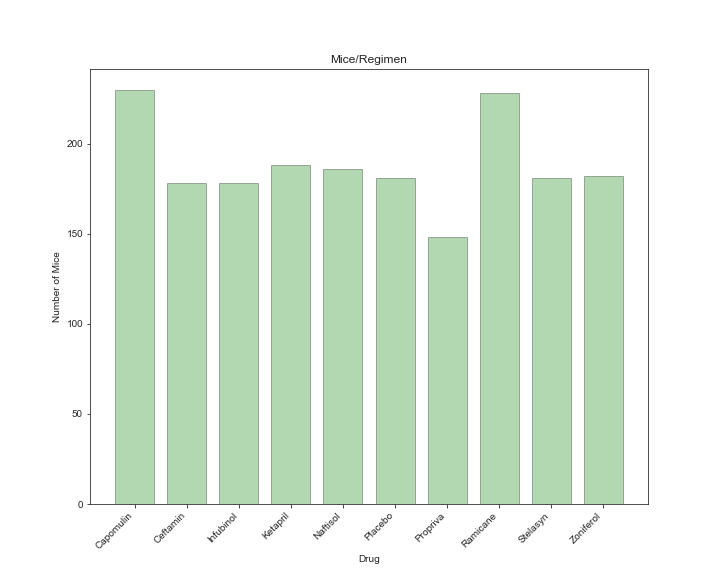 Mice/Regimen
Number of Mice
200
150
100
50
0
Capomulin
Ceftamin
Infubinol
Ketapril
Naftisol
Placebo
Propriva
Ramicane
Stelasyn
Zoniferol
Drug